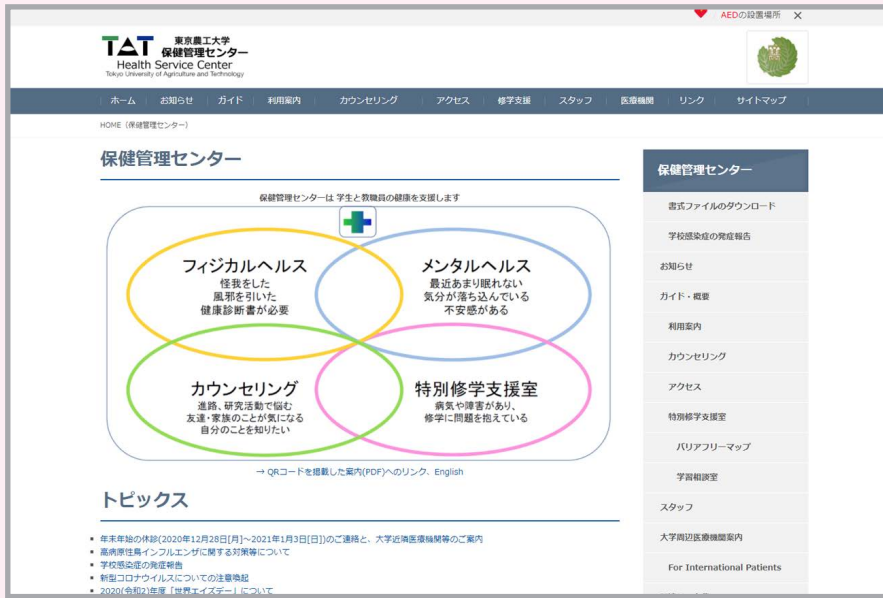 AEDの設置場所 ×
TAT 東京農工大学
保健管理センター
Health Service Center
Tokyo University of Agriculture and Technology
ホーム お知らせ ガイド 利用案内 カウンセリング アクセス 修学支援 スタッフ 医療機関 リンク サイトマップ
HOME (保健管理センター)
保健管理センター
保健管理センターは 学生と教職員の健康を支援します
フィジカルヘルス
怪我をした
風邪を引いた
健康診断書が必要
メンタルヘルス
最近あまり眠れない
気分が落ち込んでいる
不安感がある
カウンセリング
進路、研究活動で悩む
友達・家族のことが気になる
自分のことを知りたい
特別修学支援室
病気や障害があり、
修学に問題を抱えている
→ QRコードを掲載した案内(PDF)へのリンク、English
トピックス
年末年始の休診(2020年12月28日[月]~2021年1月3日[日])のご連絡と、大学近隣医療機関等のご案内
高病原性鳥インフルエンザに関する対策等について
学校感染症の発症報告
新型コロナウイルスについての注意喚起
2020(令和2)年度「世界エイズデー」について
保健管理センター
書式ファイルのダウンロード
学校感染症の発症報告
お知らせ
ガイド・概要
利用案内
カウンセリング
アクセス
特別修学支援室
バリアフリーマップ
学習相談室
スタッフ
大学周辺医療機関案内
For International Patients